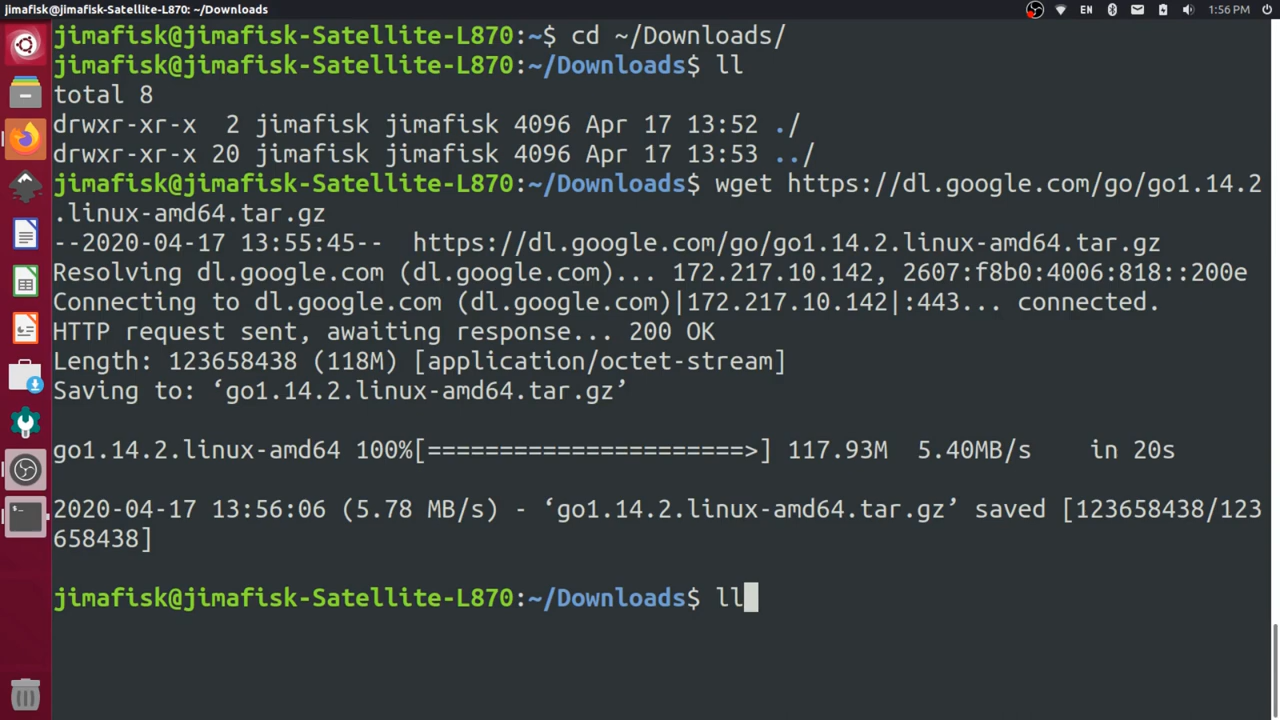 jimafisk@jimafisk-Satellite-L870: ~/Downloads
EN
1:56 PM
jimafisk@jimafisk-Satellite-L870:~$ cd ~/Downloads/
jimafisk@jimafisk-Satellite-L870:~/Downloads$ ll
total 8
drwxr-xr-x  2 jimafisk jimafisk 4096 Apr 17 13:52 ./
drwxr-xr-x 20 jimafisk jimafisk 4096 Apr 17 13:53 ../
jimafisk@jimafisk-Satellite-L870:~/Downloads$ wget https://dl.google.com/go/go1.14.2
.linux-amd64.tar.gz
--2020-04-17 13:55:45--  https://dl.google.com/go/go1.14.2.linux-amd64.tar.gz
Resolving dl.google.com (dl.google.com)... 172.217.10.142, 2607:f8b0:4006:818::200e
Connecting to dl.google.com (dl.google.com)|172.217.10.142|:443... connected.
HTTP request sent, awaiting response... 200 OK
Length: 123658438 (118M) [application/octet-stream]
Saving to: ‘go1.14.2.linux-amd64.tar.gz’
go1.14.2.linux-amd64 100%[======================>] 117.93M  5.40MB/s    in 20s
2020-04-17 13:56:06 (5.78 MB/s) - ‘go1.14.2.linux-amd64.tar.gz’ saved [123658438/123
658438]
jimafisk@jimafisk-Satellite-L870:~/Downloads$ ll